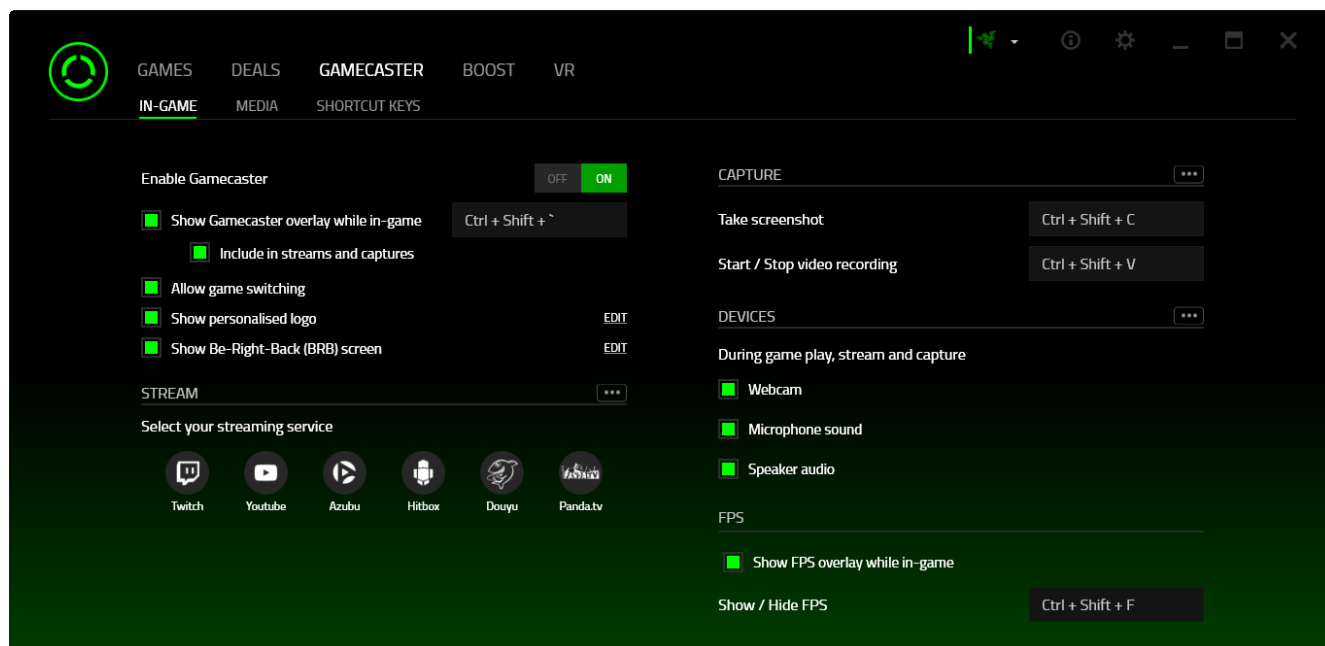 GAMES DEALS GAMECASTER BOOST VR
IN-GAME MEDIA SHORTCUT KEYS
Enable Gamecaster OFF ON
Show Gamecaster overlay while in-game Ctrl + Shift + `
Include in streams and captures
Allow game switching
Show personalised logo EDIT
Show Be-Right-Back (BRB) screen EDIT
STREAM
Select your streaming service
Twitch Youtube Azubu Hitbox Douyu Panda.tv
CAPTURE
Take screenshot Ctrl + Shift + C
Start / Stop video recording Ctrl + Shift + V
DEVICES
During game play, stream and capture
Webcam
Microphone sound
Speaker audio
FPS
Show FPS overlay while in-game
Show / Hide FPS Ctrl + Shift + F